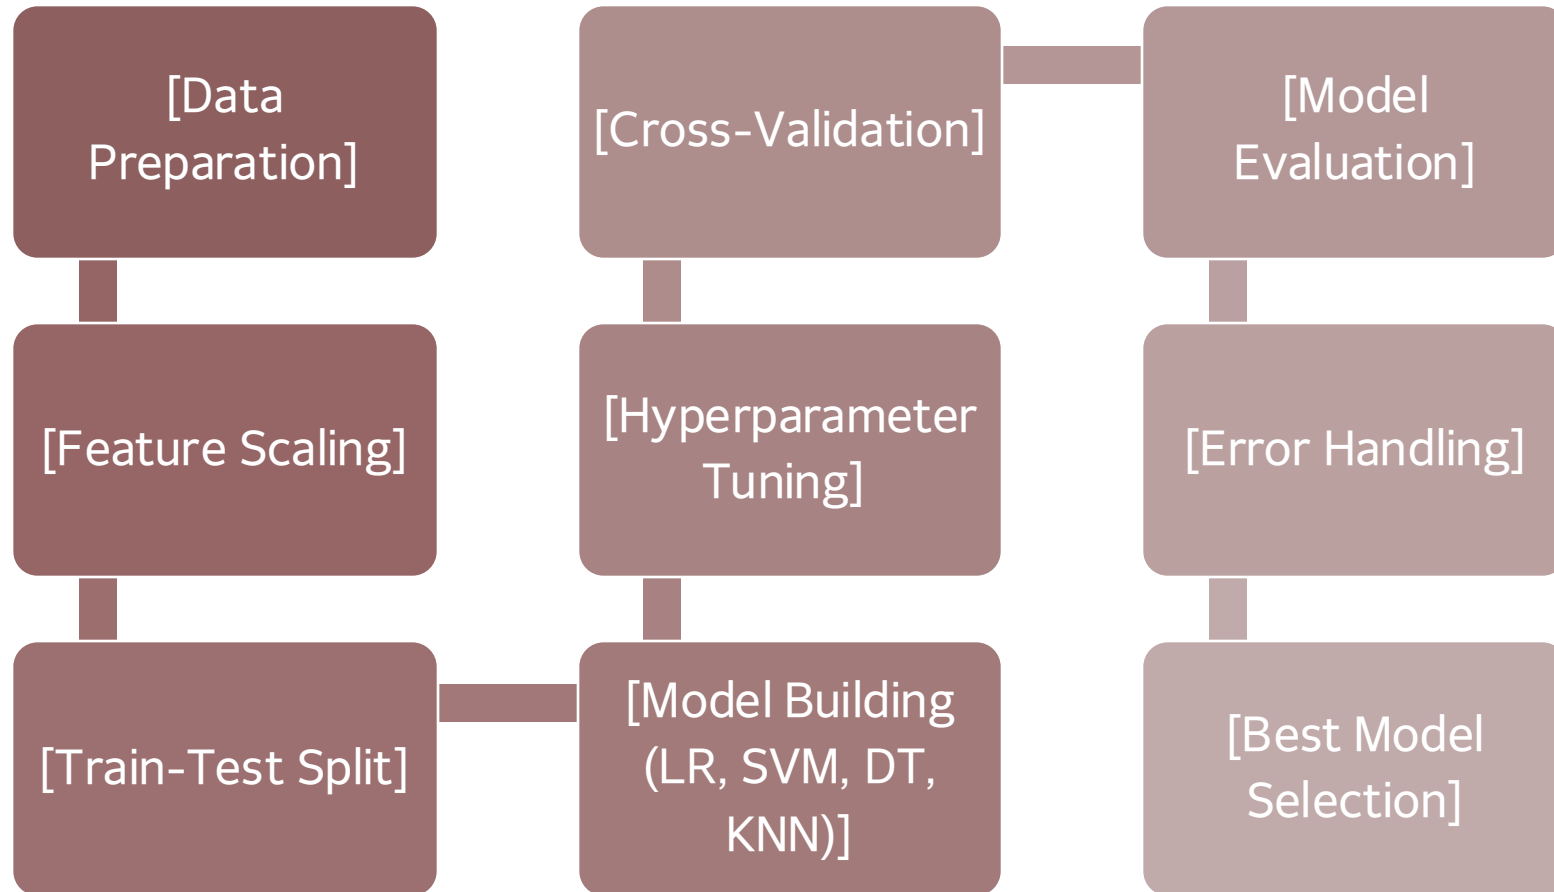 [Data
Preparation]
[Feature Scaling]
[Train-Test Split]
[Model Building
(LR, SVM, DT,
KNN)]
[Hyperparameter
Tuning]
[Cross-Validation]
[Model
Evaluation]
[Error Handling]
[Best Model
Selection]